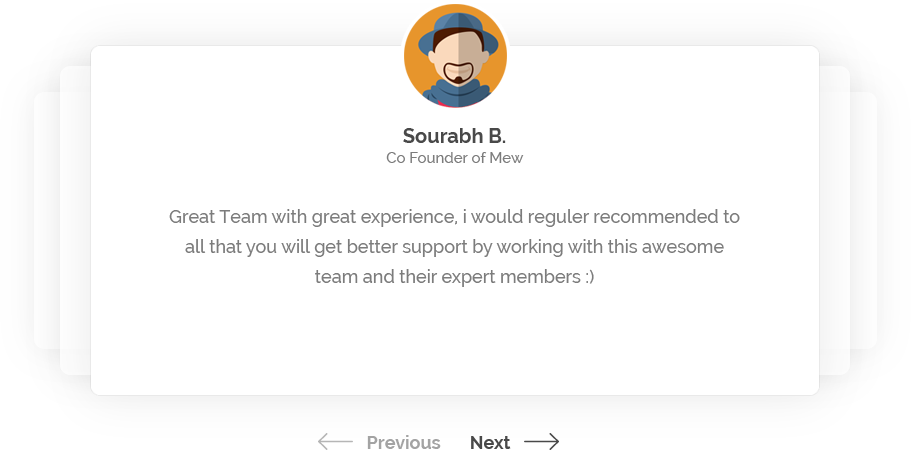 Sourabh B.
Co Founder of Mew
Great Team with great experience, i would reguler recommended to
all that you will get better support by working with this awesome
team and their expert members :)
Previous Next